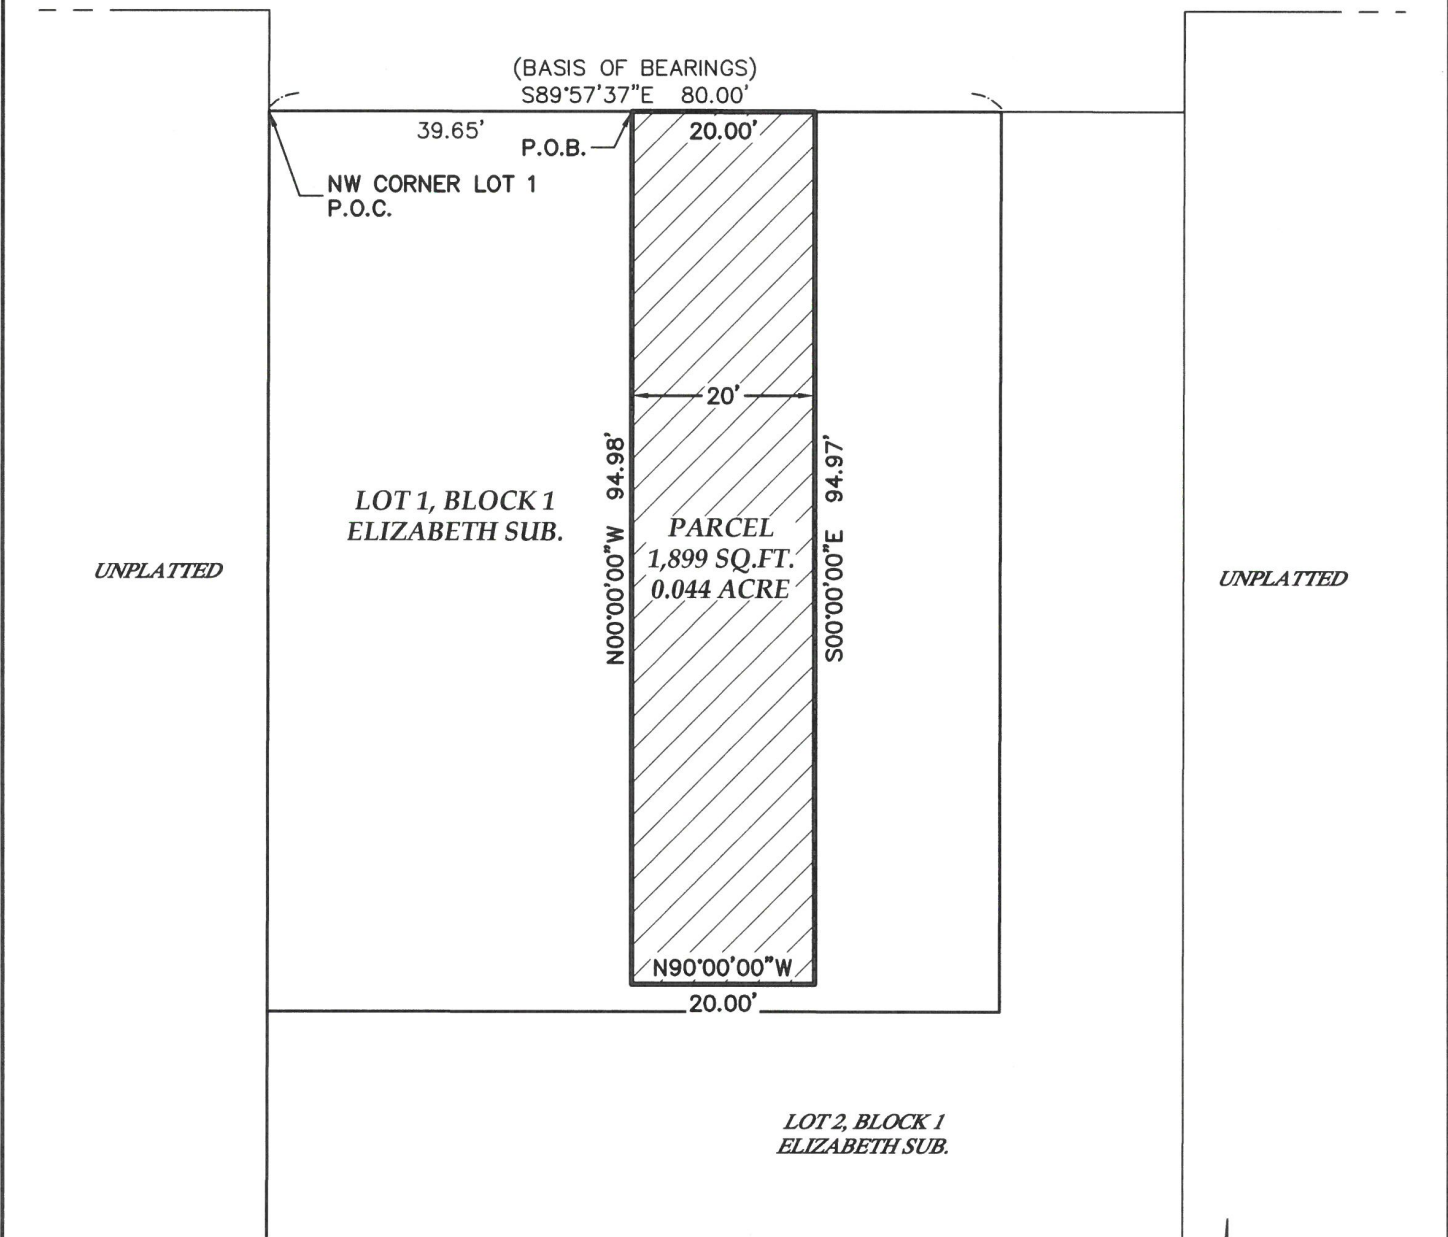 (BASIS OF BEARINGS)
S89°57'37"E 80.00'
39.65'
P.O.B.
20.00'
NW CORNER LOT 1
P.O.C.
20'
N00°00'00"W 94.98'
S00°00'00"E 94.97'
LOT 1, BLOCK 1
ELIZABETH SUB.
PARCEL
1,899 SQ.FT.
0.044 ACRE
UNPLATTED
UNPLATTED
N90°00'00"W
20.00'
LOT 2, BLOCK 1
ELIZABETH SUB.